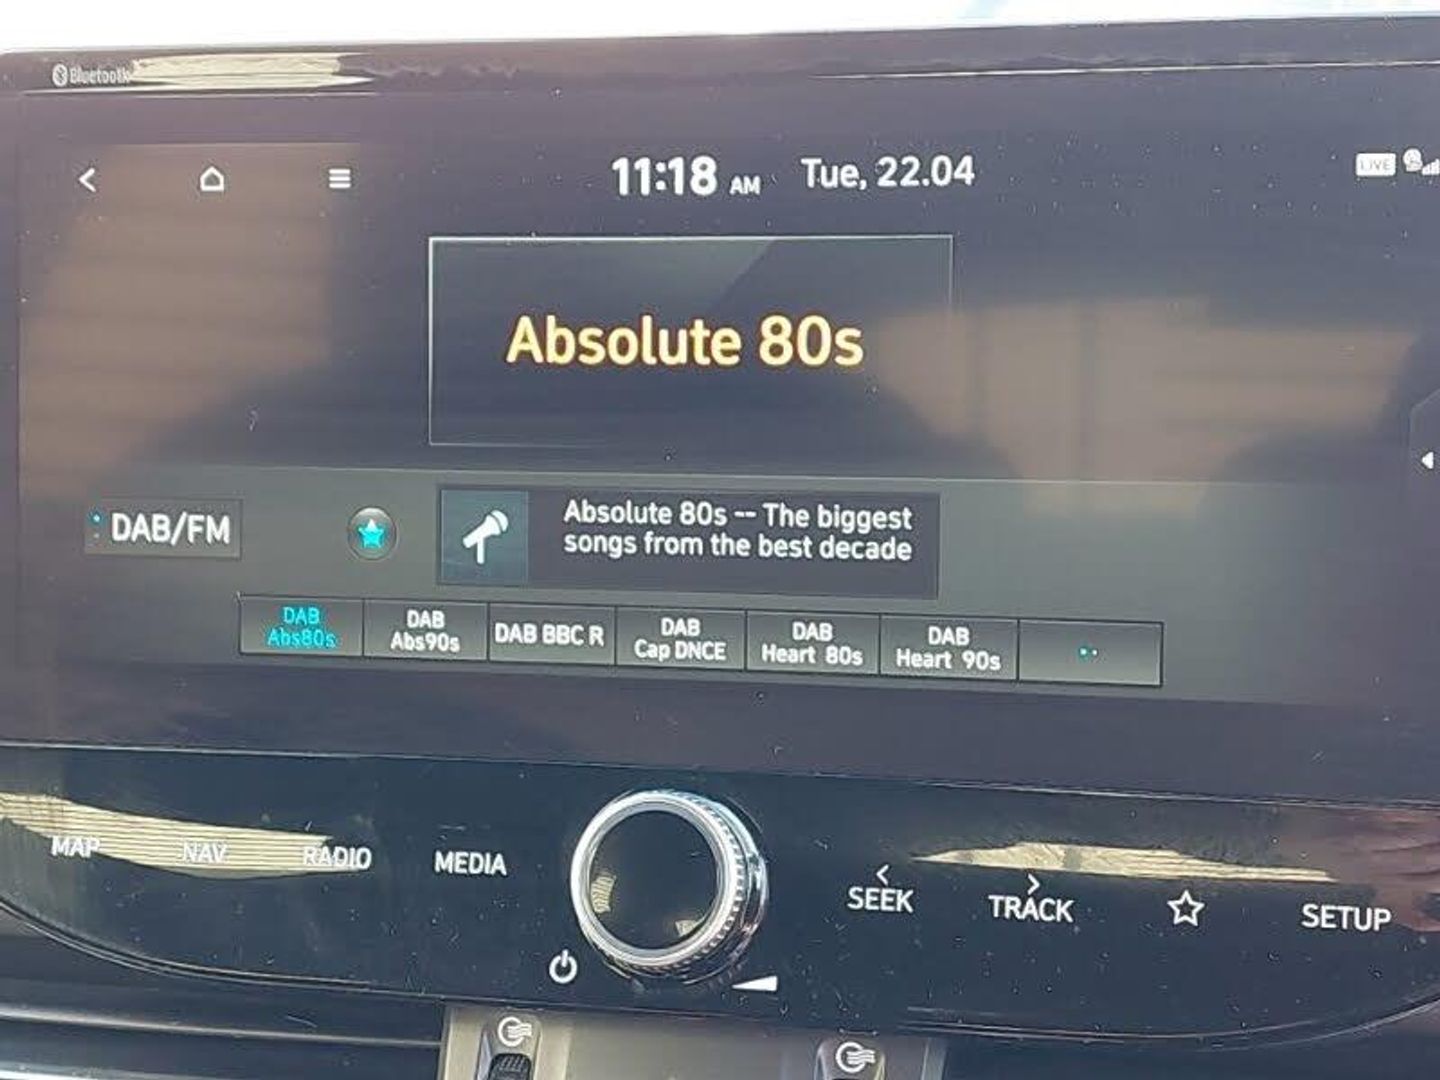 Bluetooth
11:18 AM Tue, 22.04
LIVE
Absolute 80s
DAB/FM
Absolute 80s -- The biggest
songs from the best decade
DAB
Abs80s
DAB
Abs90s
DAB BBC R
DAB
Cap DNCE
DAB
Heart 80s
DAB
Heart 90s
MAP
NAV
RADIO
MEDIA
SEEK
TRACK
SETUP